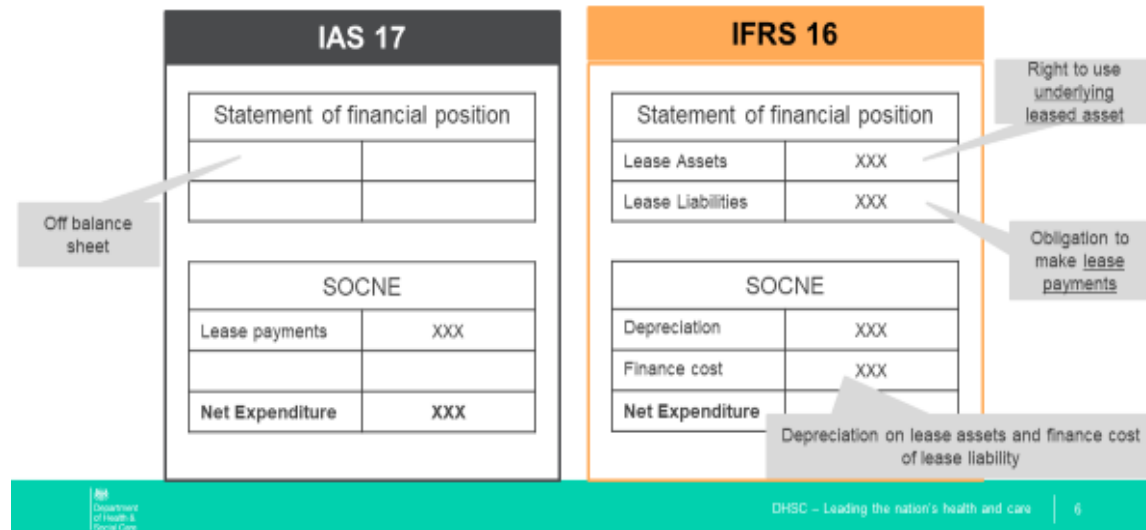 IAS 17
Statement of financial position
Off balance
sheet
SOCNE
Lease payments XXX
Net Expenditure XXX
IFRS 16
Statement of financial position
Lease Assets XXX
Lease Liabilities XXX
Right to use
underlying
leased asset
Obligation to
make lease
payments
SOCNE
Depreciation XXX
Finance cost XXX
Net Expenditure
Depreciation on lease assets and finance cost
of lease liability
Department
of Health &
Social Care
DHSC – Leading the nation's health and care 6